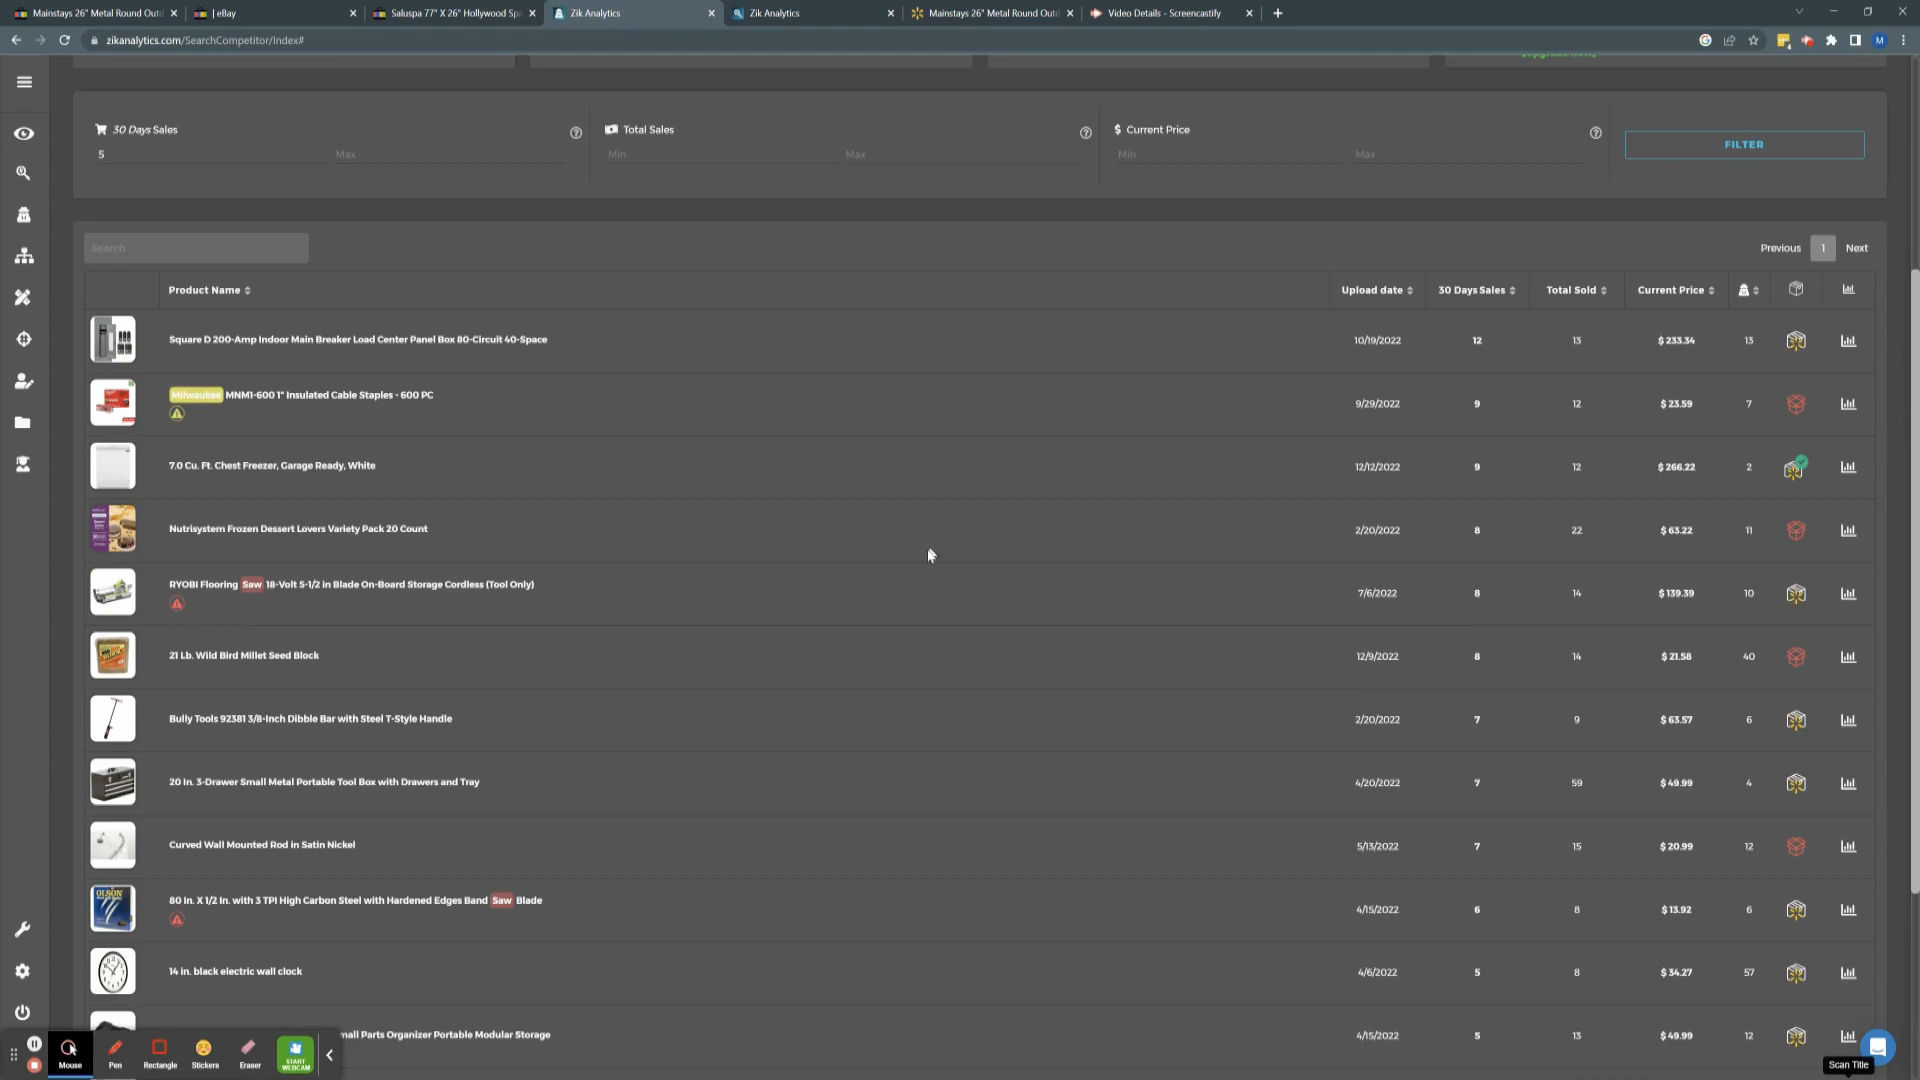 Mainstays 26" Metal Round Outd
| eBay
Saluspa 77" X 26" Hollywood Spa
Zik Analytics
Zik Analytics
Mainstays 26" Metal Round Outd
Video Details - Screencastify
zikanalytics.com/SearchCompetitor/Index#
30 Days Sales
Total Sales
$ Current Price
5
Max
Min
Max
Min
Max
FILTER
Search
Previous 1 Next
Product Name
Upload date
30 Days Sales
Total Sold
Current Price
Square D 200-Amp Indoor Main Breaker Load Center Panel Box 80-Circuit 40-Space
10/19/2022 12 13 $ 233.34 13
Milwaukee MNM1-600 1" Insulated Cable Staples - 600 PC
9/29/2022 9 12 $ 23.59 7
7.0 Cu. Ft. Chest Freezer, Garage Ready, White
12/12/2022 9 12 $ 266.22 2
Nutrisystem Frozen Dessert Lovers Variety Pack 20 Count
2/20/2022 8 22 $ 63.22 11
RYOBI Flooring Saw 18-Volt 5-1/2 in Blade On-Board Storage Cordless (Tool Only)
7/6/2022 8 14 $ 139.39 10
21 Lb. Wild Bird Millet Seed Block
12/9/2022 8 14 $ 21.58 40
Bully Tools 92381 3/8-Inch Dibble Bar with Steel T-Style Handle
2/20/2022 7 9 $ 63.57 6
20 In. 3-Drawer Small Metal Portable Tool Box with Drawers and Tray
4/20/2022 7 59 $ 49.99 4
Curved Wall Mounted Rod in Satin Nickel
5/13/2022 7 15 $ 20.99 12
OLSON
80 In. X 1/2 In. with 3 TPI High Carbon Steel with Hardened Edges Band Saw Blade
4/15/2022 6 8 $ 13.92 6
14 in. black electric wall clock
4/6/2022 5 8 $ 34.27 57
mall Parts Organizer Portable Modular Storage
4/15/2022 5 13 $ 49.99 12
Mouse
Pen
Rectangle
Stickers
Eraser
START
WEBCAM
Scan Title